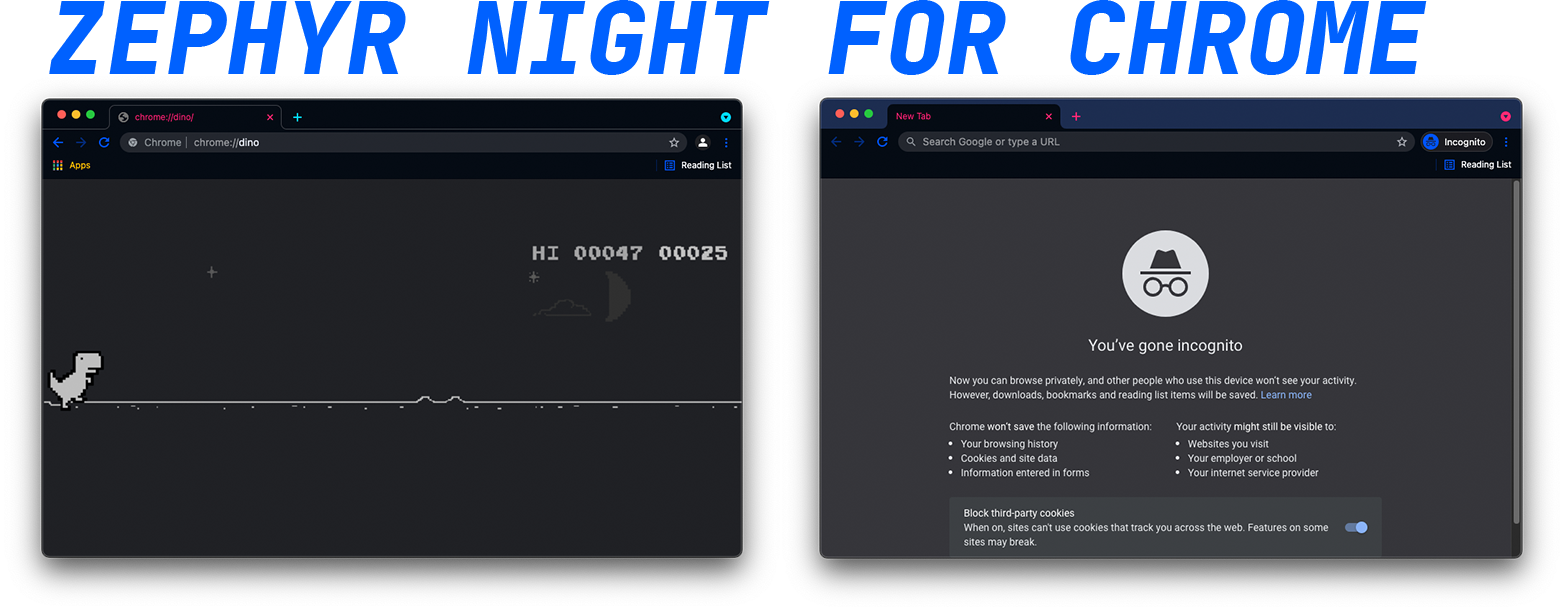 ZEPHYR NIGHT FOR CHROME
chrome://dino/
Chrome | chrome://dino
Apps
Reading List
HI 00047 00025
New Tab
Search Google or type a URL
Incognito
Reading List
You've gone incognito
Now you can browse privately, and other people who use this device won't see your activity.
However, downloads, bookmarks and reading list items will be saved. Learn more
Chrome won't save the following information:
Your browsing history
Cookies and site data
Information entered in forms
Your activity might still be visible to:
Websites you visit
Your employer or school
Your internet service provider
Block third-party cookies
When on, sites can't use cookies that track you across the web. Features on some
sites may break.